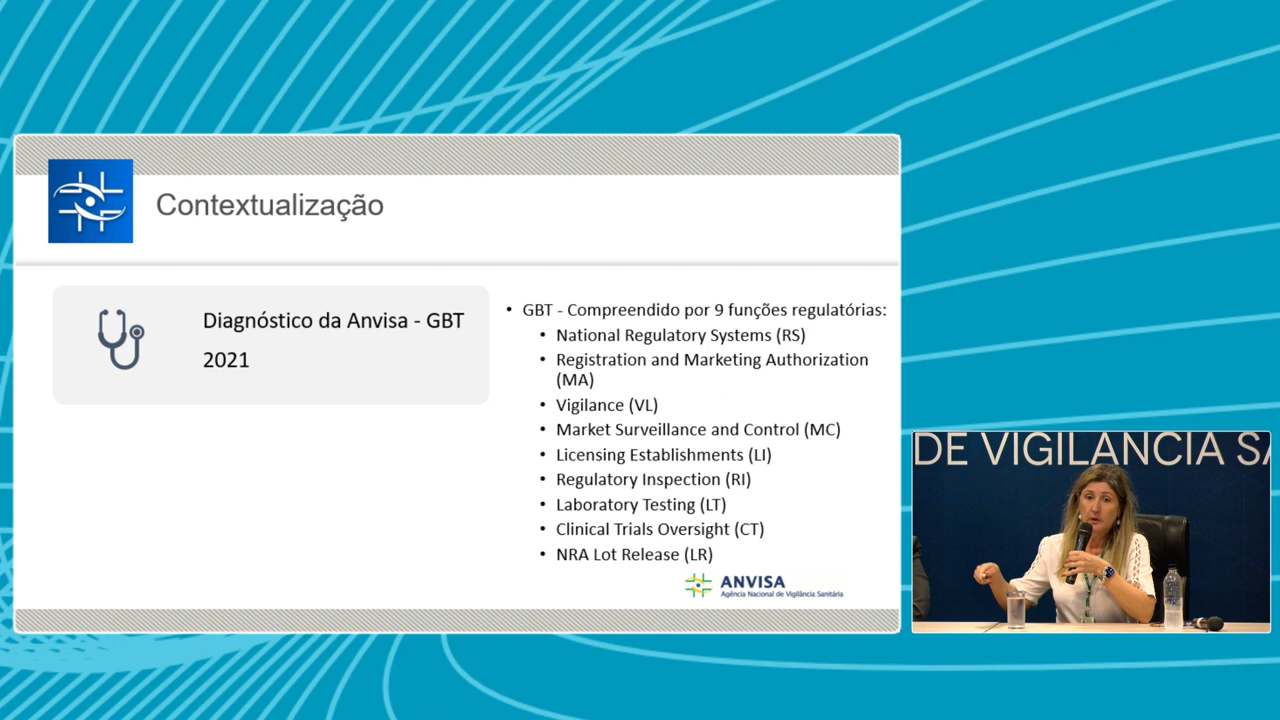 Contextualização
Diagnóstico da Anvisa - GBT
2021
• GBT - Compreendido por 9 funções regulatórias:
• National Regulatory Systems (RS)
• Registration and Marketing Authorization
(MA)
• Vigilance (VL)
• Market Surveillance and Control (MC)
• Licensing Establishments (LI)
• Regulatory Inspection (RI)
• Laboratory Testing (LT)
• Clinical Trials Oversight (CT)
• NRA Lot Release (LR)
ANVISA
Agência Nacional de Vigilância Sanitária
DE VIGILANCIA SA